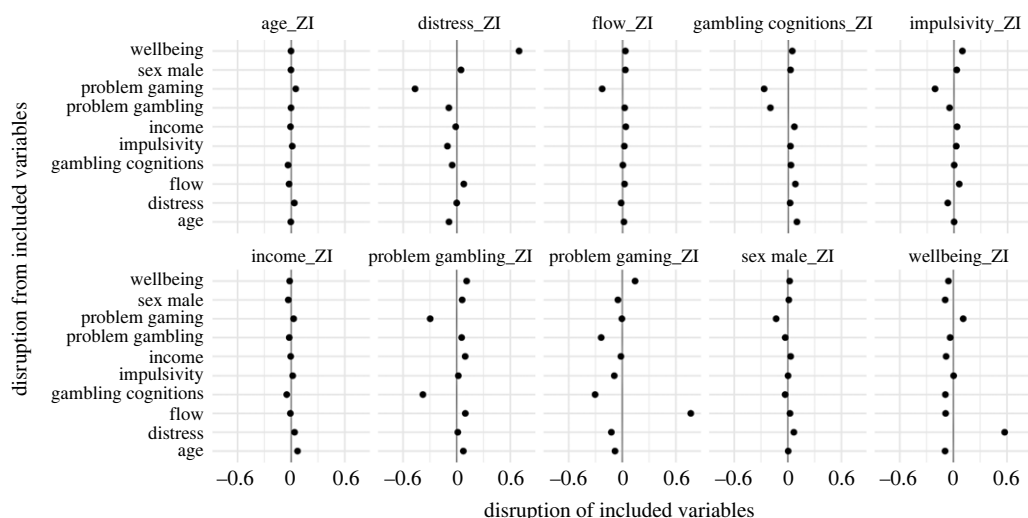 age_ZI distress_ZI flow_ZI gambling cognitions_ZI impulsivity_ZI
wellbeing
sex male
problem gaming
problem gambling
income
impulsivity
gambling cognitions
flow
distress
age
income_ZI problem gambling_ZI problem gaming_ZI sex male_ZI wellbeing_ZI
wellbeing
sex male
problem gaming
problem gambling
income
impulsivity
gambling cognitions
flow
distress
age
−0.6 0 0.6 −0.6 0 0.6 −0.6 0 0.6 −0.6 0 0.6 −0.6 0 0.6
disruption of included variables
disruption from included variables